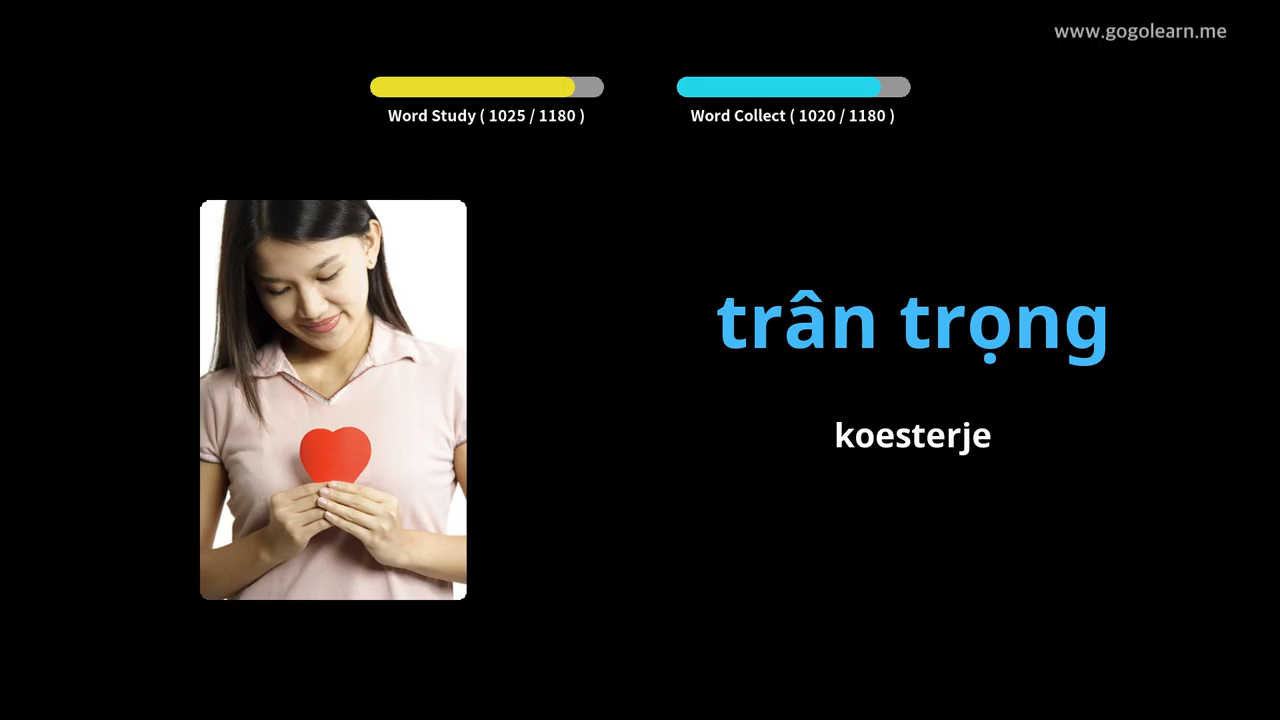 www.gogolearn.me
Word Study ( 1025 / 1180 )
Word Collect ( 1020 / 1180 )
trân trọng
koesterje